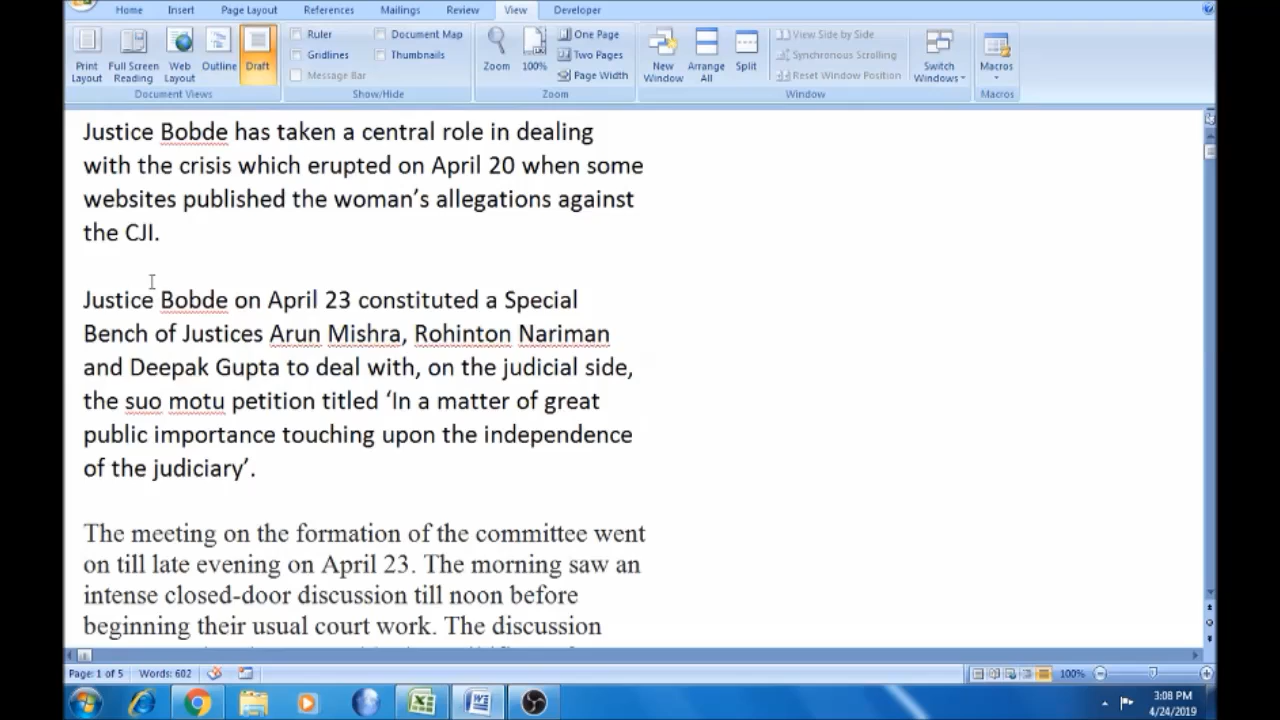 Home Insert Page Layout References Mailings Review View Developer
Ruler Document Map One Page View Side by Side
Gridlines Thumbnails Two Pages Synchronous Scrolling
Message Bar Page Width Reset Window Position
Print Layout Full Screen Reading Web Layout Outline Draft Zoom 100% New Window Arrange All Split Switch Windows Macros
Document Views Show/Hide Zoom Window Macros
Justice Bobde has taken a central role in dealing
with the crisis which erupted on April 20 when some
websites published the woman’s allegations against
the CJI.
Justice Bobde on April 23 constituted a Special
Bench of Justices Arun Mishra, Rohinton Nariman
and Deepak Gupta to deal with, on the judicial side,
the suo motu petition titled ‘In a matter of great
public importance touching upon the independence
of the judiciary’.
The meeting on the formation of the committee went
on till late evening on April 23. The morning saw an
intense closed-door discussion till noon before
beginning their usual court work. The discussion
Page: 1 of 5 Words: 602 100%
3:08 PM
4/24/2019